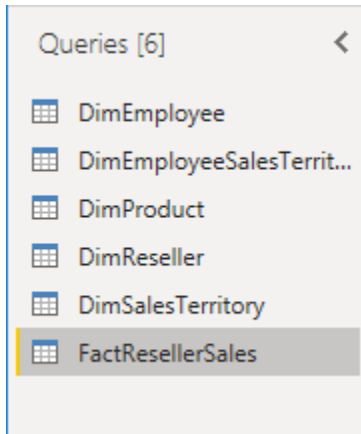 Queries [6]
DimEmployee
DimEmployeeSalesTerrit...
DimProduct
DimReseller
DimSalesTerritory
FactResellerSales